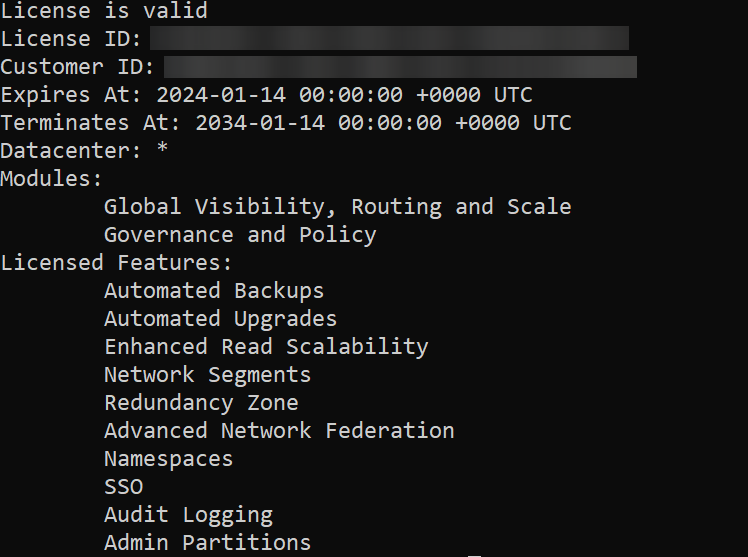 License is valid
License ID:
Customer ID:
Expires At: 2024-01-14 00:00:00 +0000 UTC
Terminates At: 2034-01-14 00:00:00 +0000 UTC
Datacenter: *
Modules:
Global Visibility, Routing and Scale
Governance and Policy
Licensed Features:
Automated Backups
Automated Upgrades
Enhanced Read Scalability
Network Segments
Redundancy Zone
Advanced Network Federation
Namespaces
SSO
Audit Logging
Admin Partitions